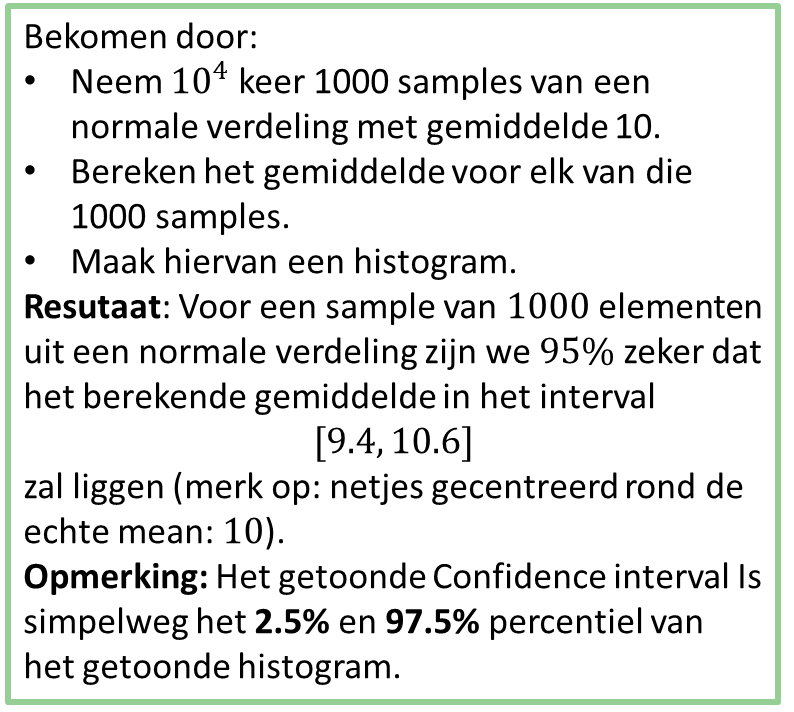 Bekomen door:
• Neem 10⁴ keer 1000 samples van een
normale verdeling met gemiddelde 10.
• Bereken het gemiddelde voor elk van die
1000 samples.
• Maak hiervan een histogram.
Resutaat: Voor een sample van 1000 elementen
uit een normale verdeling zijn we 95% zeker dat
het berekende gemiddelde in het interval
[9.4, 10.6]
zal liggen (merk op: netjes gecentreerd rond de
echte mean: 10).
Opmerking: Het getoonde Confidence interval Is
simpelweg het 2.5% en 97.5% percentiel van
het getoonde histogram.